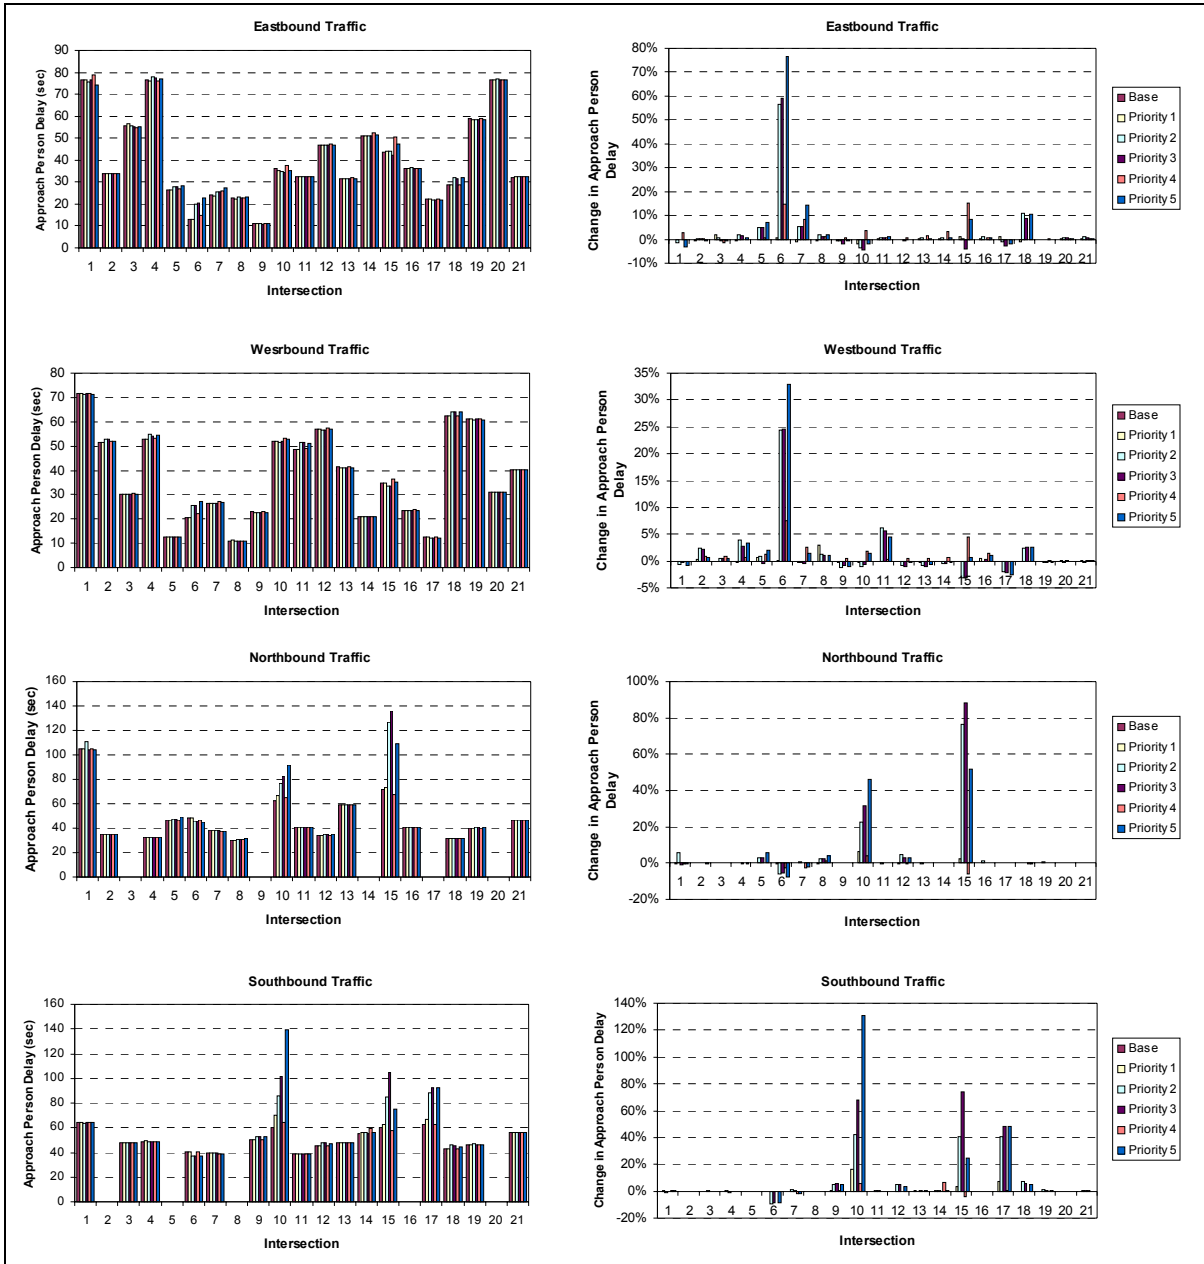 Eastbound Traffic
Approach Person Delay (sec)
90
80
70
60
50
40
30
20
10
0
1 2 3 4 5 6 7 8 9 10 11 12 13 14 15 16 17 18 19 20 21
Intersection
Eastbound Traffic
Change in Approach Person
Delay
80%
70%
60%
50%
40%
30%
20%
10%
0%
-10%
1 2 3 4 5 6 7 8 9 10 11 12 13 14 15 16 17 18 19 20 21
Intersection
Base
Priority 1
Priority 2
Priority 3
Priority 4
Priority 5
Wesrbound Traffic
Approach Person Delay (sec)
80
70
60
50
40
30
20
10
0
1 2 3 4 5 6 7 8 9 10 11 12 13 14 15 16 17 18 19 20 21
Intersection
Westbound Traffic
Change in Approach Person
Delay
35%
30%
25%
20%
15%
10%
5%
0%
-5%
1 2 3 4 5 6 7 8 9 10 11 12 13 14 15 16 17 18 19 20 21
Intersection
Base
Priority 1
Priority 2
Priority 3
Priority 4
Priority 5
Northbound Traffic
Approach Person Delay (sec)
160
140
120
100
80
60
40
20
0
1 2 3 4 5 6 7 8 9 10 11 12 13 14 15 16 17 18 19 20 21
Intersection
Northbound Traffic
Change in Approach Person
Delay
100%
80%
60%
40%
20%
0%
-20%
1 2 3 4 5 6 7 8 9 10 11 12 13 14 15 16 17 18 19 20 21
Intersection
Base
Priority 1
Priority 2
Priority 3
Priority 4
Priority 5
Southbound Traffic
Approach Person Delay (sec)
160
140
120
100
80
60
40
20
0
1 2 3 4 5 6 7 8 9 10 11 12 13 14 15 16 17 18 19 20 21
Intersection
Southbound Traffic
Change in Approach Person Delay
140%
120%
100%
80%
60%
40%
20%
0%
-20%
1 2 3 4 5 6 7 8 9 10 11 12 13 14 15 16 17 18 19 20 21
Intersection
Base
Priority 1
Priority 2
Priority 3
Priority 4
Priority 5